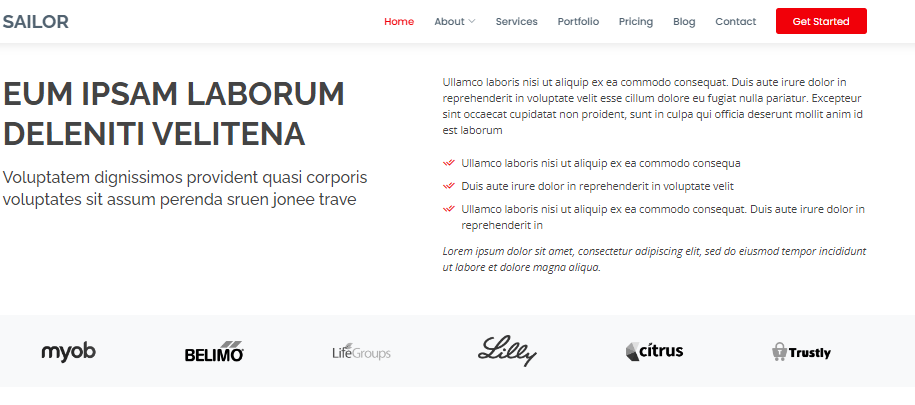 SAILOR
Home About Services Portfolio Pricing Blog Contact Get Started
EUM IPSAM LABORUM
DELENITI VELITENA
Voluptatem dignissimos provident quasi corporis
voluptates sit assum perenda sruen jonee trave
Ullamco laboris nisi ut aliquip ex ea commodo consequat. Duis aute irure dolor in
reprehenderit in voluptate velit esse cillum dolore eu fugiat nulla pariatur. Excepteur
sint occaecat cupidatat non proident, sunt in culpa qui officia deserunt mollit anim id
est laborum
Ullamco laboris nisi ut aliquip ex ea commodo consequa
Duis aute irure dolor in reprehenderit in voluptate velit
Ullamco laboris nisi ut aliquip ex ea commodo consequat. Duis aute irure dolor in
reprehenderit in
Lorem ipsum dolor sit amet, consectetur adipiscing elit, sed do eiusmod tempor incididunt
ut labore et dolore magna aliqua.
myob BELIMO LifeGroups Lilly citrus Trustly